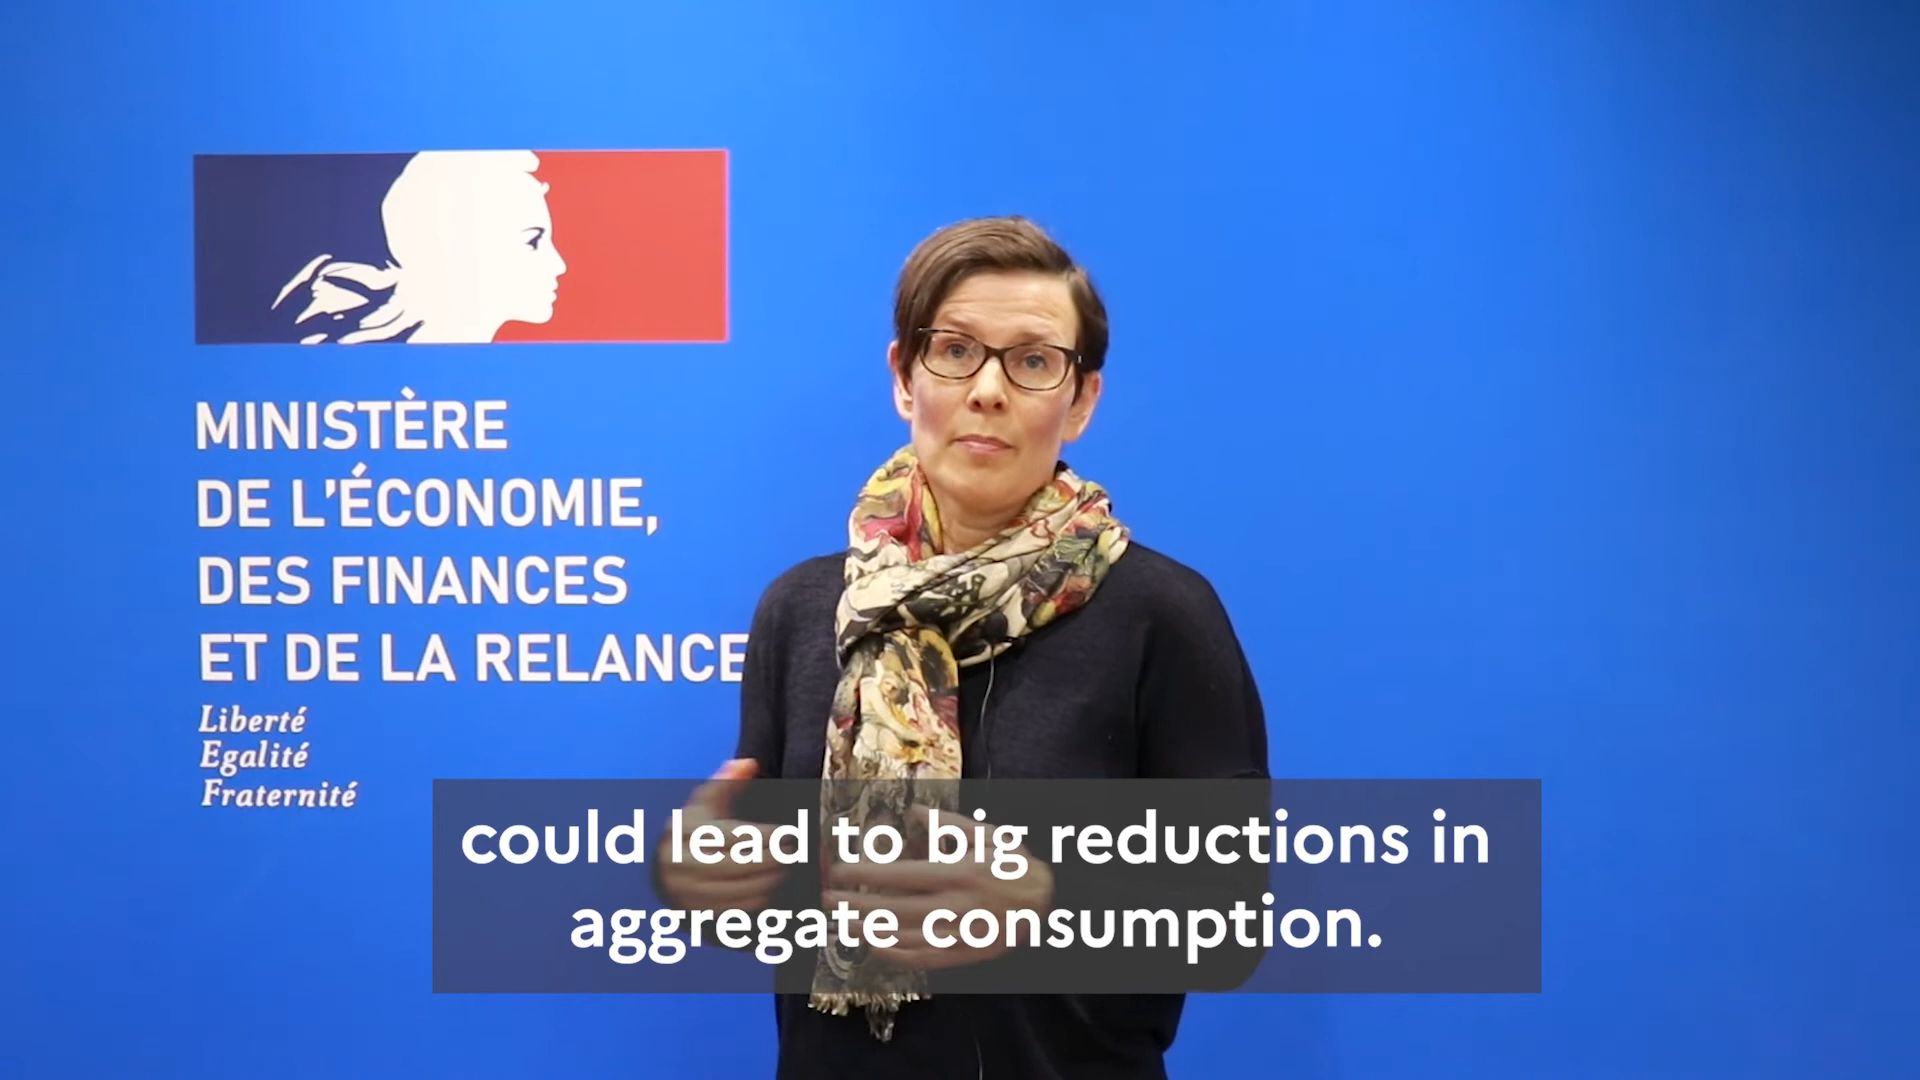 MINISTÈRE
DE L'ÉCONOMIE,
DES FINANCES
ET DE LA RELANCE
Liberté
Egalité
Fraternité
could lead to big reductions in
aggregate consumption.